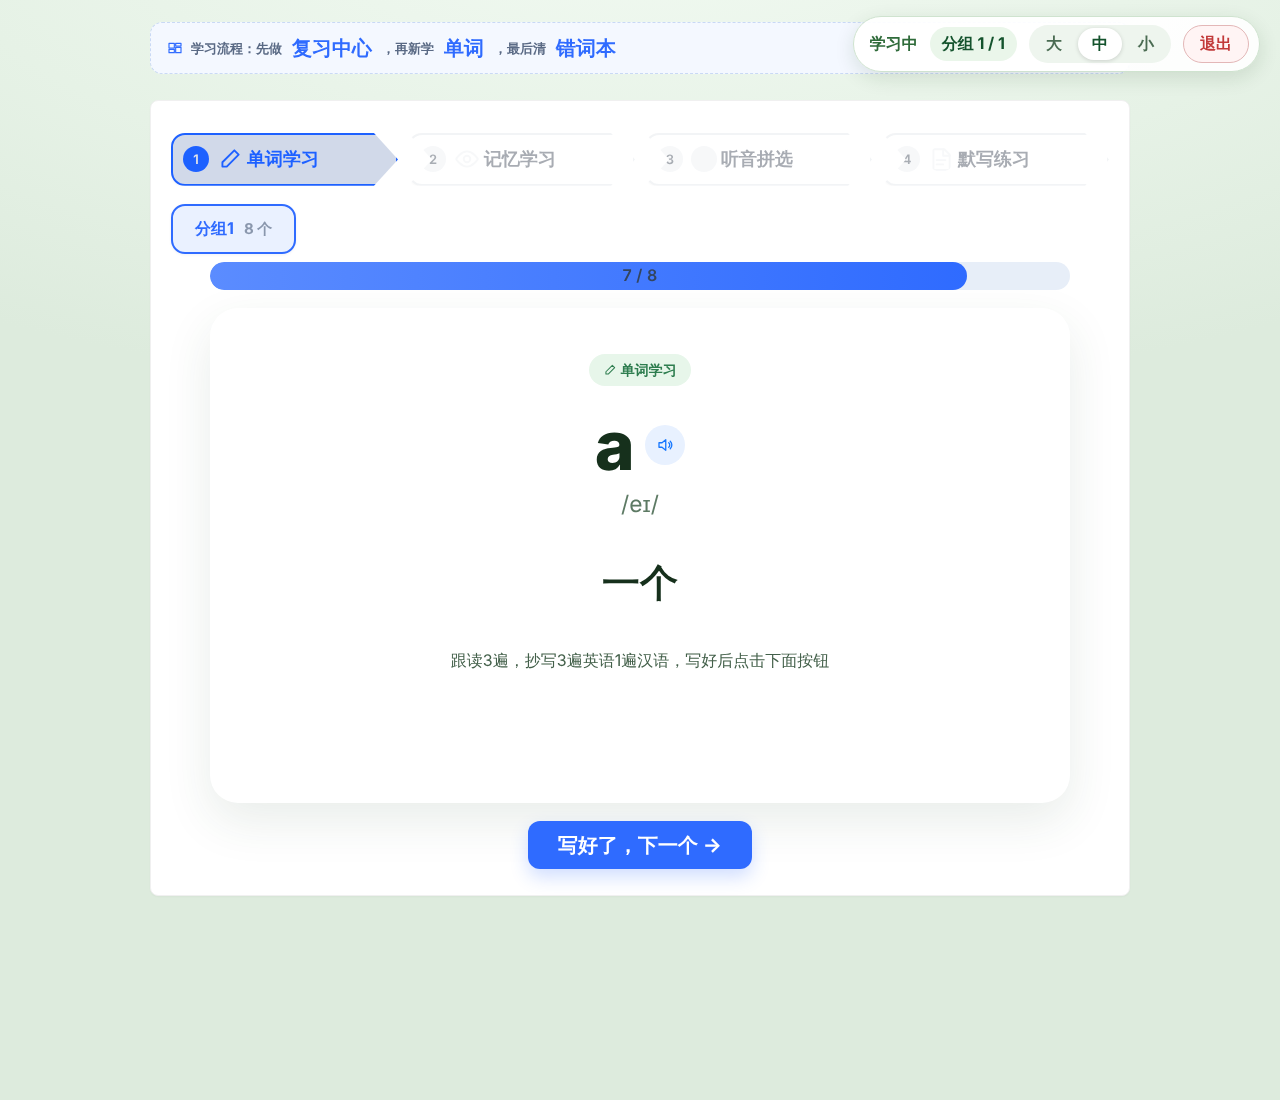 学习流程：先做 复习中心 ，再新学 单词 ，最后清 错词本
学习中 分组 1 / 1 大 中 小 退出
1 单词学习 2 记忆学习 3 听音拼选 4 默写练习
分组1 8 个
7 / 8
单词学习
a
/eɪ/
一个
跟读3遍，抄写3遍英语1遍汉语，写好后点击下面按钮
写好了，下一个 →